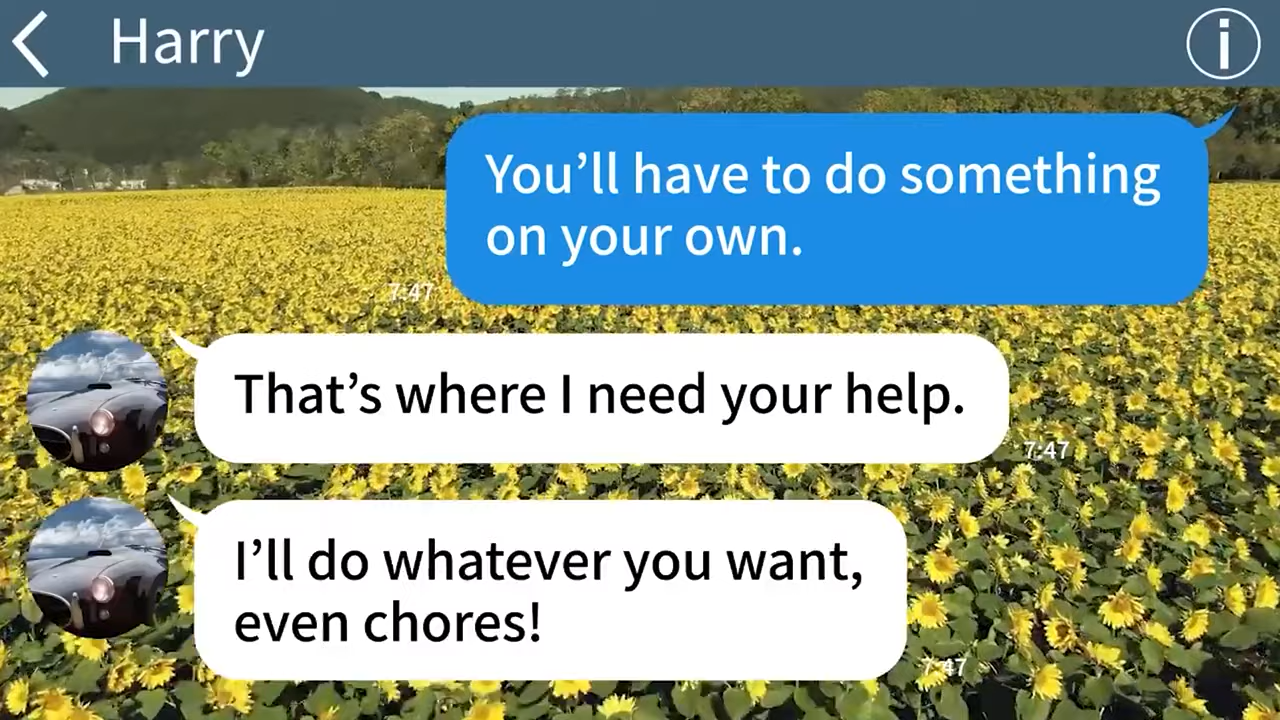 Harry
i
You’ll have to do something
on your own.
7:47
That’s where I need your help.
7:47
I’ll do whatever you want,
even chores!
7:47